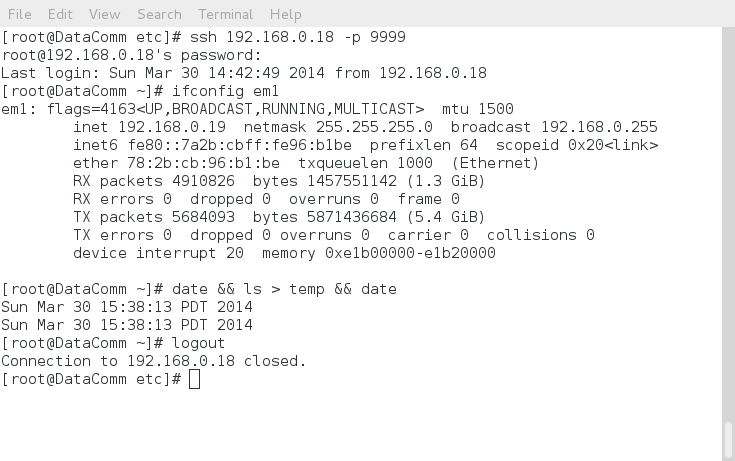 File Edit View Search Terminal Help
[root@DataComm etc]# ssh 192.168.0.18 -p 9999
root@192.168.0.18's password:
Last login: Sun Mar 30 14:42:49 2014 from 192.168.0.18
[root@DataComm ~]# ifconfig em1
em1: flags=4163<UP,BROADCAST,RUNNING,MULTICAST>  mtu 1500
        inet 192.168.0.19  netmask 255.255.255.0  broadcast 192.168.0.255
        inet6 fe80::7a2b:cbff:fe96:b1be  prefixlen 64  scopeid 0x20<link>
        ether 78:2b:cb:96:b1:be  txqueuelen 1000  (Ethernet)
        RX packets 4910826  bytes 1457551142 (1.3 GiB)
        RX errors 0  dropped 0  overruns 0  frame 0
        TX packets 5684093  bytes 5871436684 (5.4 GiB)
        TX errors 0  dropped 0 overruns 0  carrier 0  collisions 0
        device interrupt 20  memory 0xe1b00000-e1b20000
[root@DataComm ~]# date && ls > temp && date
Sun Mar 30 15:38:13 PDT 2014
Sun Mar 30 15:38:13 PDT 2014
[root@DataComm ~]# logout
Connection to 192.168.0.18 closed.
[root@DataComm etc]#